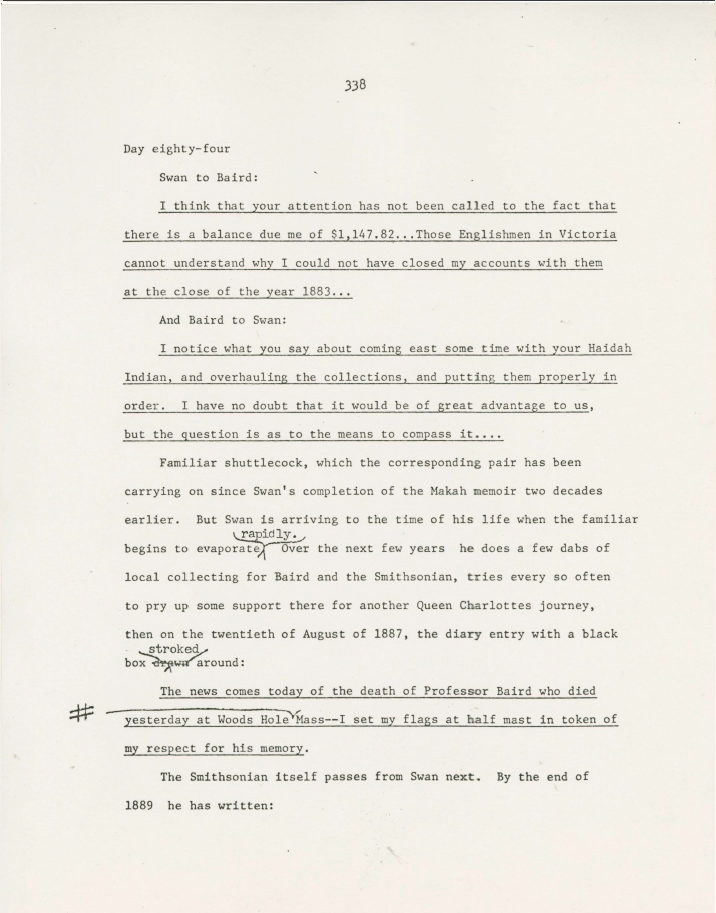 338
Day eighty-four
Swan to Baird:
I think that your attention has not been called to the fact that
there is a balance due me of $1,147.82...Those Englishmen in Victoria
cannot understand why I could not have closed my accounts with them
at the close of the year 1883...
And Baird to Swan:
I notice what you say about coming east some time with your Haidah
Indian, and overhauling the collections, and putting them properly in
order. I have no doubt that it would be of great advantage to us,
but the question is as to the means to compass it....
Familiar shuttlecock, which the corresponding pair has been
carrying on since Swan's completion of the Makah memoir two decades
earlier. But Swan is arriving to the time of his life when the familiar
rapidly.
begins to evaporate Over the next few years he does a few dabs of
local collecting for Baird and the Smithsonian, tries every so often
to pry up some support there for another Queen Charlottes journey,
then on the twentieth of August of 1887, the diary entry with a black
stroked
box drawn around:
The news comes today of the death of Professor Baird who died
# yesterday at Woods Hole Mass--I set my flags at half mast in token of
my respect for his memory.
The Smithsonian itself passes from Swan next. By the end of
1889 he has written: